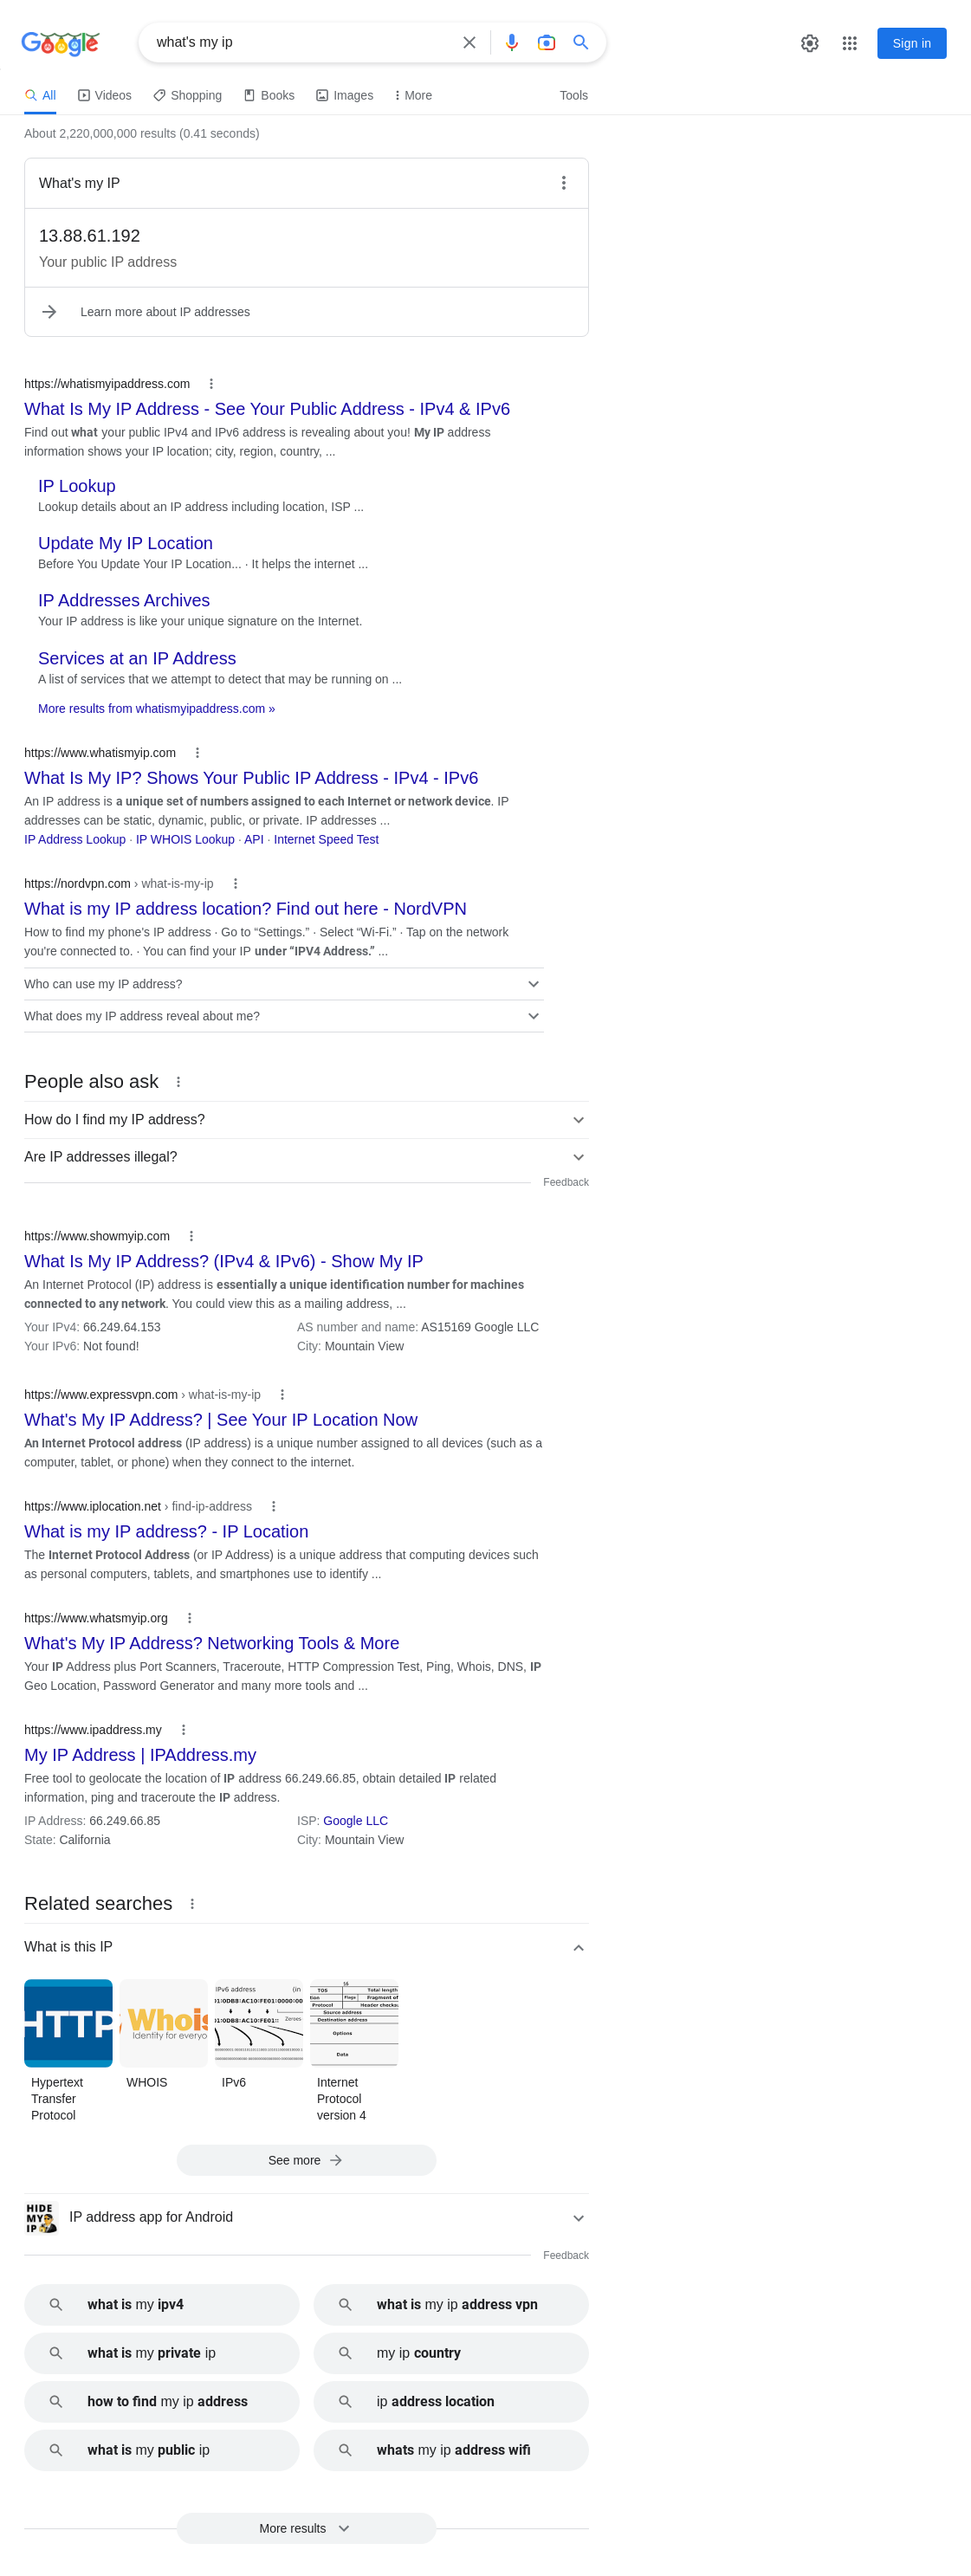 Google
what's my ip
Sign in
All
Videos
Shopping
Books
Images
More
Tools
About 2,220,000,000 results (0.41 seconds)
What's my IP
13.88.61.192
Your public IP address
Learn more about IP addresses
https://whatismyipaddress.com
What Is My IP Address - See Your Public Address - IPv4 & IPv6
Find out what your public IPv4 and IPv6 address is revealing about you! My IP address
information shows your IP location; city, region, country, ...
IP Lookup
Lookup details about an IP address including location, ISP ...
Update My IP Location
Before You Update Your IP Location... · It helps the internet ...
IP Addresses Archives
Your IP address is like your unique signature on the Internet.
Services at an IP Address
A list of services that we attempt to detect that may be running on ...
More results from whatismyipaddress.com »
https://www.whatismyip.com
What Is My IP? Shows Your Public IP Address - IPv4 - IPv6
An IP address is a unique set of numbers assigned to each Internet or network device. IP
addresses can be static, dynamic, public, or private. IP addresses ...
IP Address Lookup · IP WHOIS Lookup · API · Internet Speed Test
https://nordvpn.com › what-is-my-ip
What is my IP address location? Find out here - NordVPN
How to find my phone's IP address · Go to “Settings.” · Select “Wi-Fi.” · Tap on the network
you're connected to. · You can find your IP under “IPV4 Address.” ...
Who can use my IP address?
What does my IP address reveal about me?
People also ask
How do I find my IP address?
Are IP addresses illegal?
Feedback
https://www.showmyip.com
What Is My IP Address? (IPv4 & IPv6) - Show My IP
An Internet Protocol (IP) address is essentially a unique identification number for machines
connected to any network. You could view this as a mailing address, ...
Your IPv4: 66.249.64.153
AS number and name: AS15169 Google LLC
Your IPv6: Not found!
City: Mountain View
https://www.expressvpn.com › what-is-my-ip
What's My IP Address? | See Your IP Location Now
An Internet Protocol address (IP address) is a unique number assigned to all devices (such as a
computer, tablet, or phone) when they connect to the internet.
https://www.iplocation.net › find-ip-address
What is my IP address? - IP Location
The Internet Protocol Address (or IP Address) is a unique address that computing devices such
as personal computers, tablets, and smartphones use to identify ...
https://www.whatsmyip.org
What's My IP Address? Networking Tools & More
Your IP Address plus Port Scanners, Traceroute, HTTP Compression Test, Ping, Whois, DNS, IP
Geo Location, Password Generator and many more tools and ...
https://www.ipaddress.my
My IP Address | IPAddress.my
Free tool to geolocate the location of IP address 66.249.66.85, obtain detailed IP related
information, ping and traceroute the IP address.
IP Address: 66.249.66.85
ISP: Google LLC
State: California
City: Mountain View
Related searches
What is this IP
HTTP
Whois
Identity for everyo
IPv6 address (in
Zeroes
TOS
Total length
Flags
Fragment of
Protocol
Header checksu
Source address
Destination address
Options
Data
Hypertext
Transfer
Protocol
WHOIS
IPv6
Internet
Protocol
version 4
See more
HIDE
MY
IP
IP address app for Android
Feedback
what is my ipv4
what is my ip address vpn
what is my private ip
my ip country
how to find my ip address
ip address location
what is my public ip
whats my ip address wifi
More results